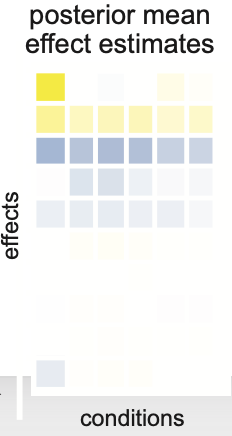 posterior mean
effect estimates
effects
conditions